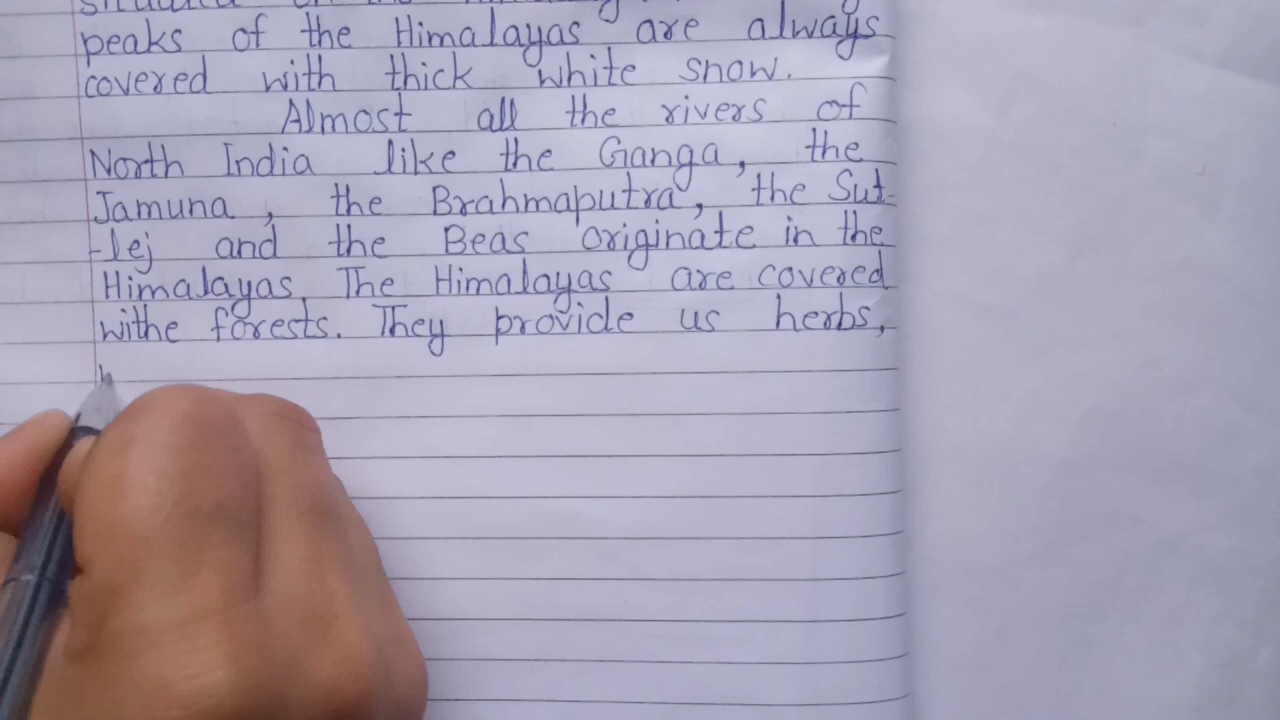 peaks of the Himalayas are always
covered with thick white snow.
Almost all the rivers of
North India like the Ganga, the
Jamuna, the Brahmaputra, the Sut-
-lej and the Beas originate in the
Himalayas. The Himalayas are covered
withe forests. They provide us herbs,